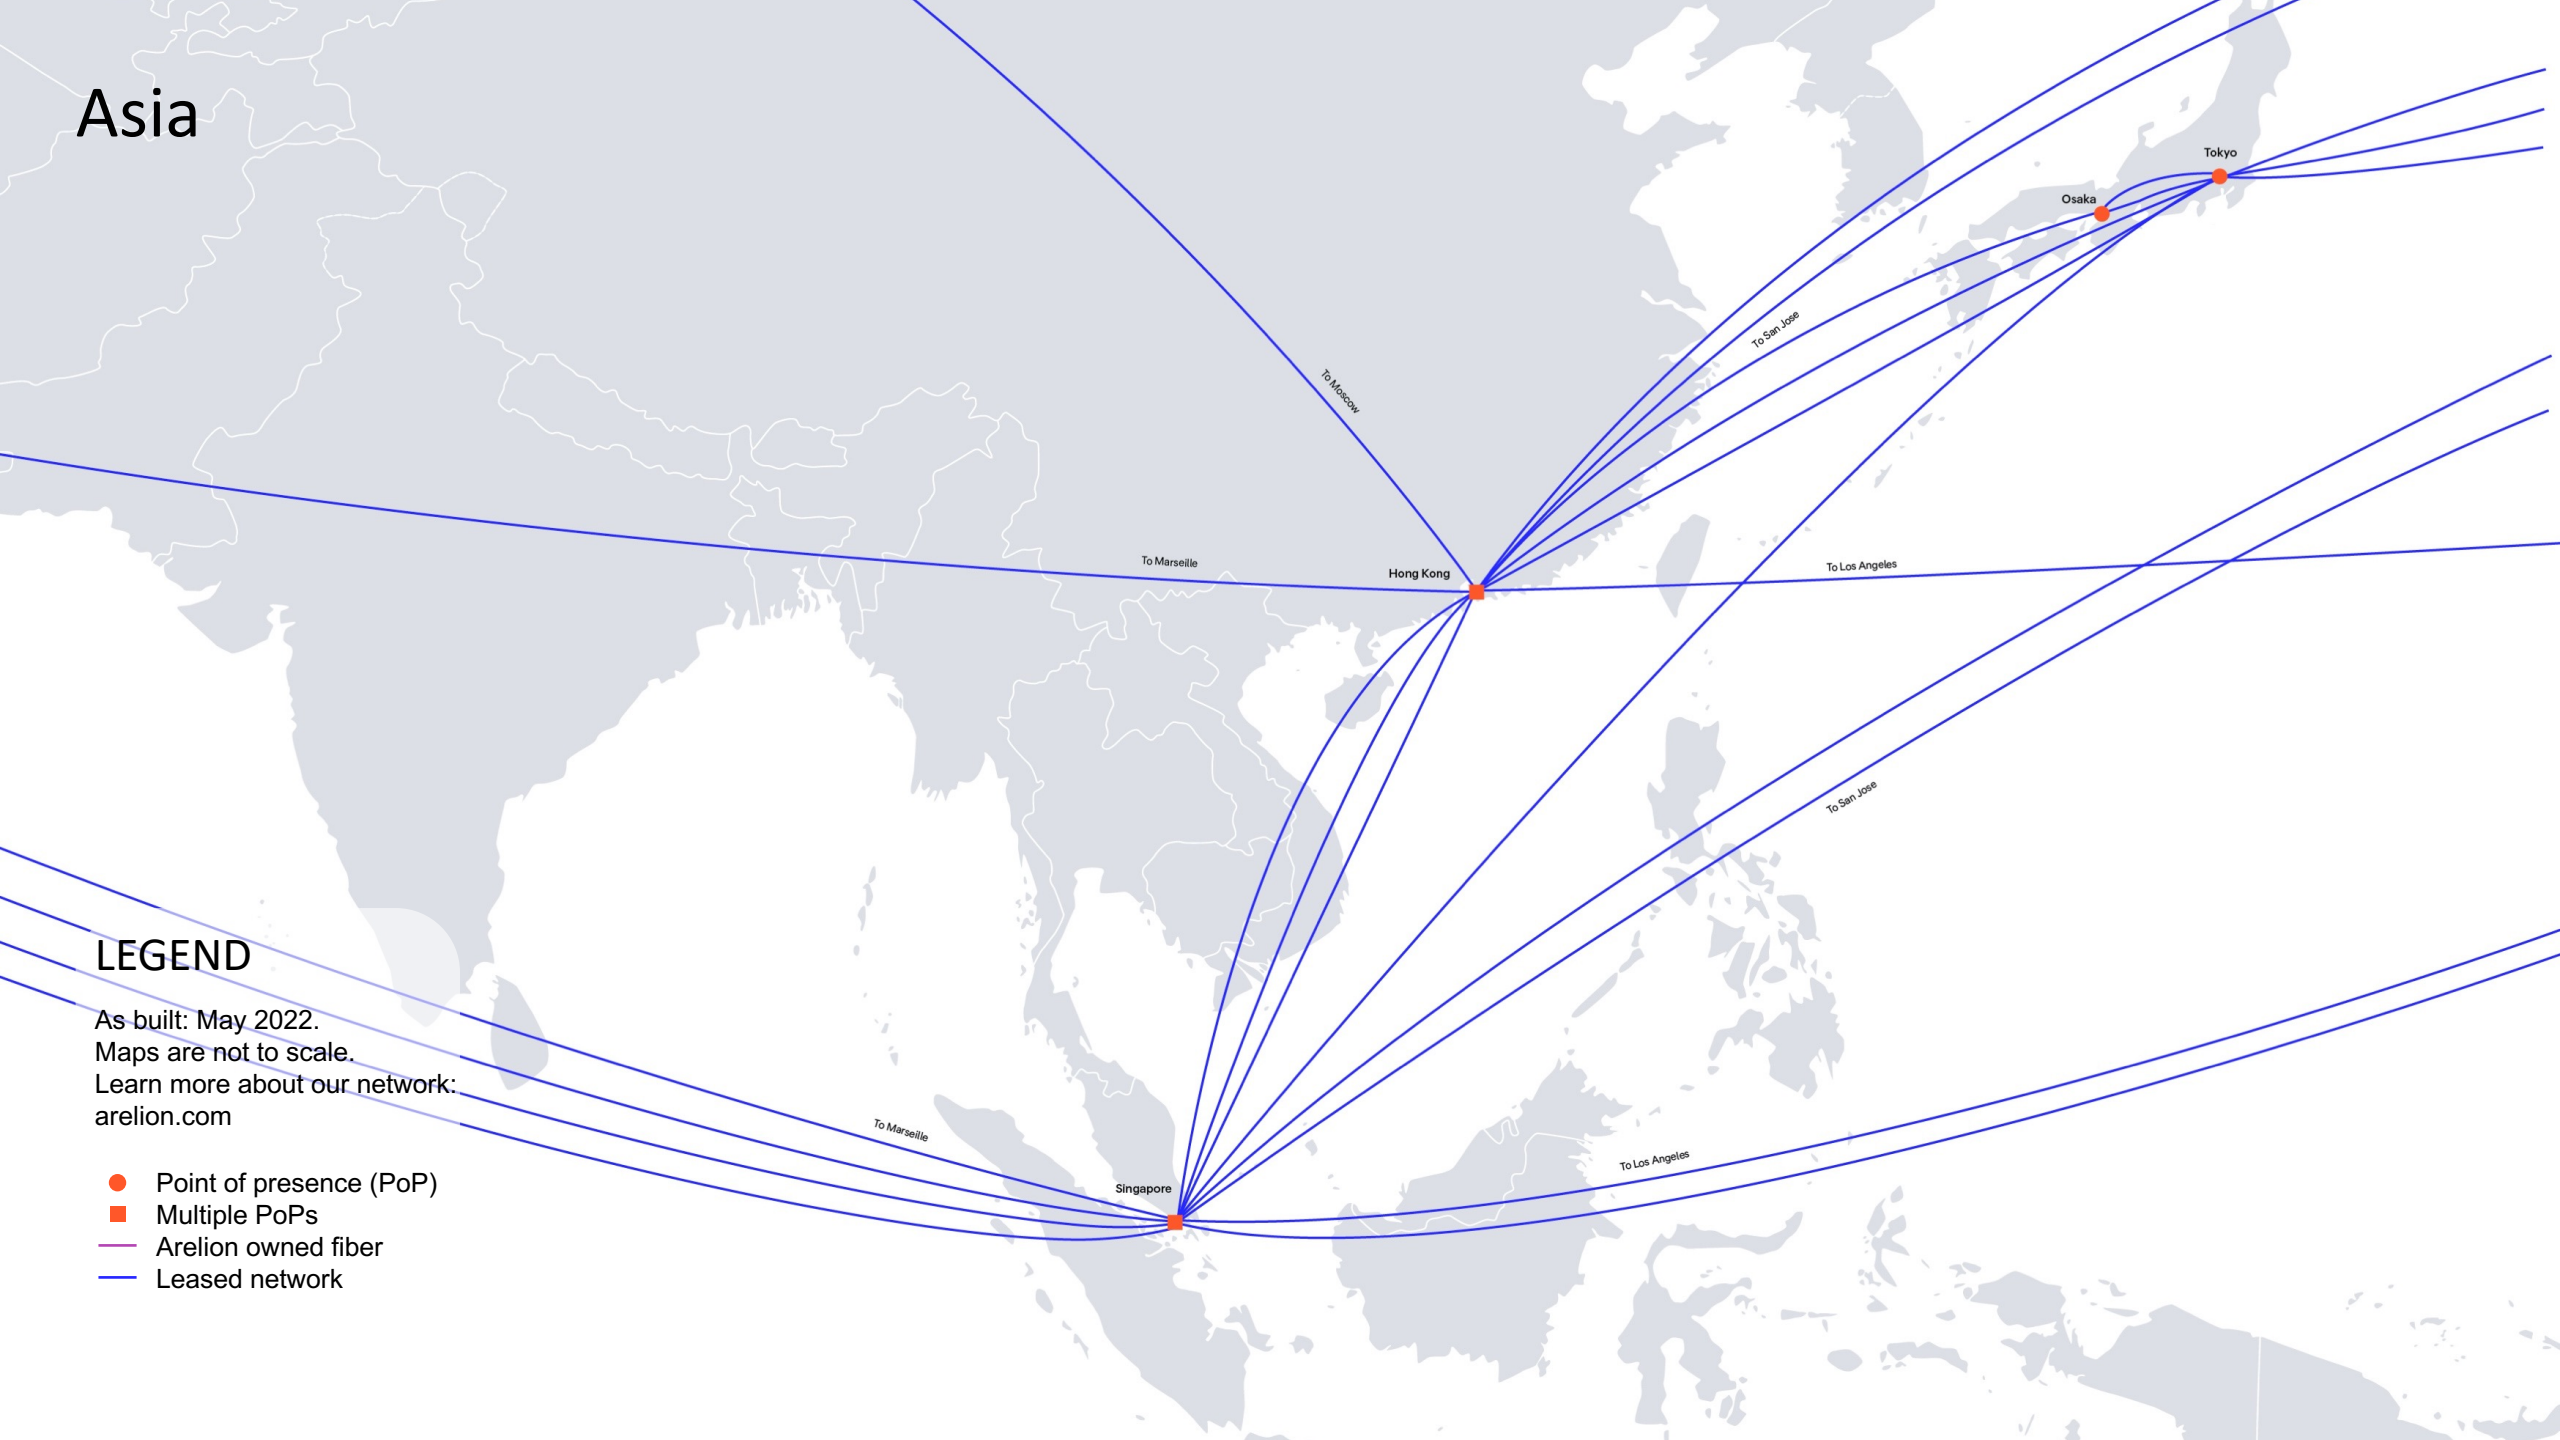 Asia
Tokyo
Osaka
To San Jose
To Moscow
To Marseille
Hong Kong
To Los Angeles
To San Jose
To Marseille
To Los Angeles
Singapore
LEGEND
As built: May 2022.
Maps are not to scale.
Learn more about our network:
arelion.com
Point of presence (PoP)
Multiple PoPs
Arelion owned fiber
Leased network